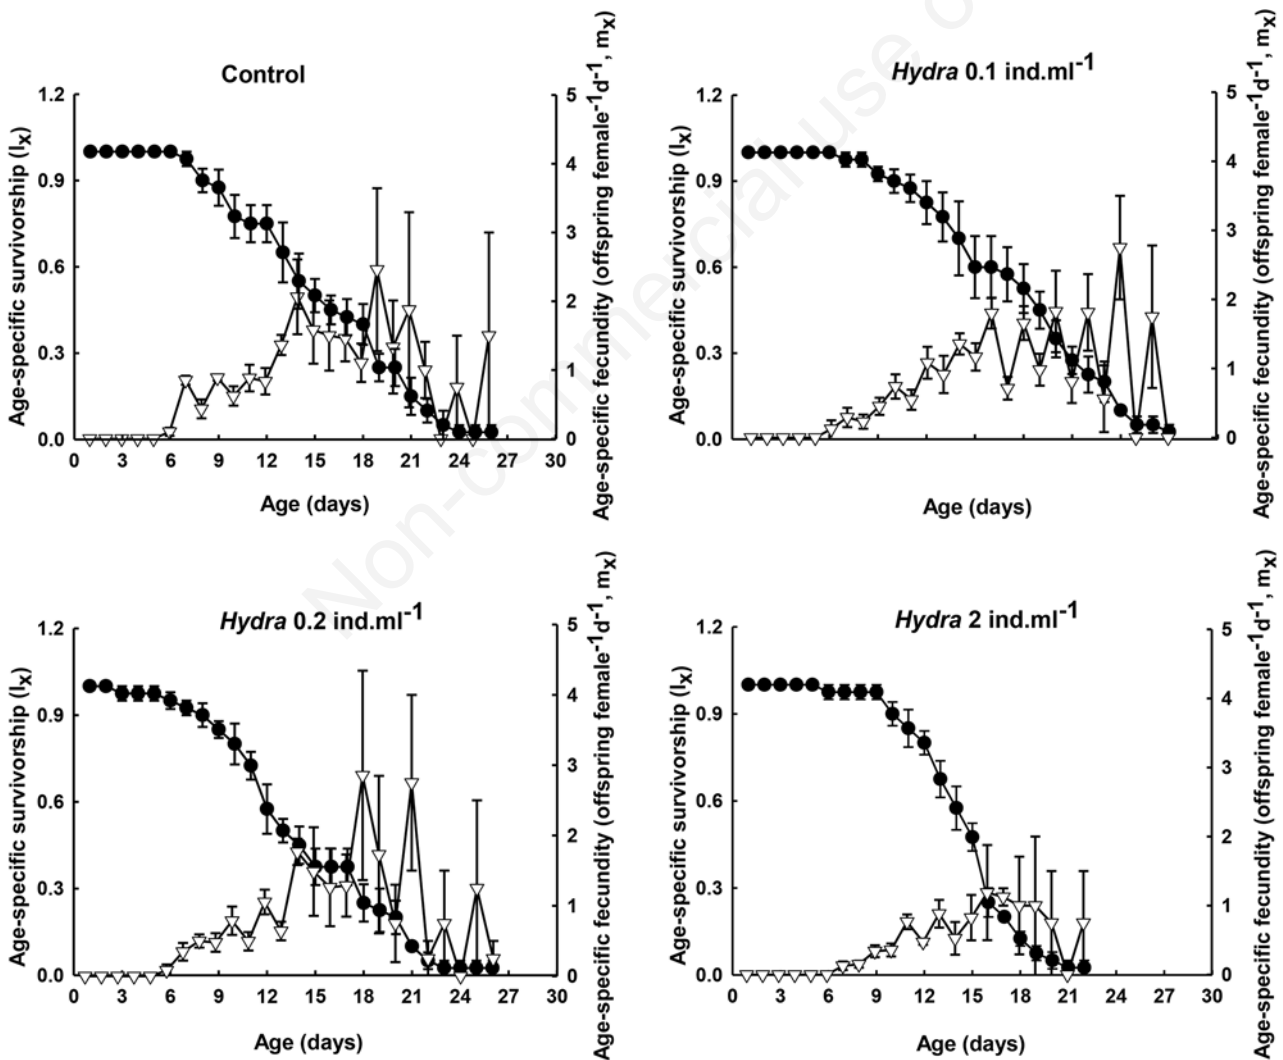 Control
Age-specific survivorship (lx)
1.2
0.9
0.6
0.3
0.0
0 3 6 9 12 15 18 21 24 27 30
Age (days)
5
4
3
2
1
0
Age-specific fecundity (offspring female-1d-1, mx)
Hydra 0.1 ind.ml-1
Age-specific survivorship (lx)
1.2
0.9
0.6
0.3
0.0
Age (days)
5
4
3
2
1
0
Age-specific fecundity (offspring female-1d-1, mx)
Hydra 0.2 ind.ml-1
Age-specific survivorship (lx)
1.2
0.9
0.6
0.3
0.0
0 3 6 9 12 15 18 21 24 27 30
Age (days)
5
4
3
2
1
0
Age-specific fecundity (offspring female-1d-1, mx)
Hydra 2 ind.ml-1
Age-specific survivorship (lx)
1.2
0.9
0.6
0.3
0.0
0 3 6 9 12 15 18 21 24 27 30
Age (days)
5
4
3
2
1
0
Age-specific fecundity (offspring female-1d-1, mx)
Non-commercial use o